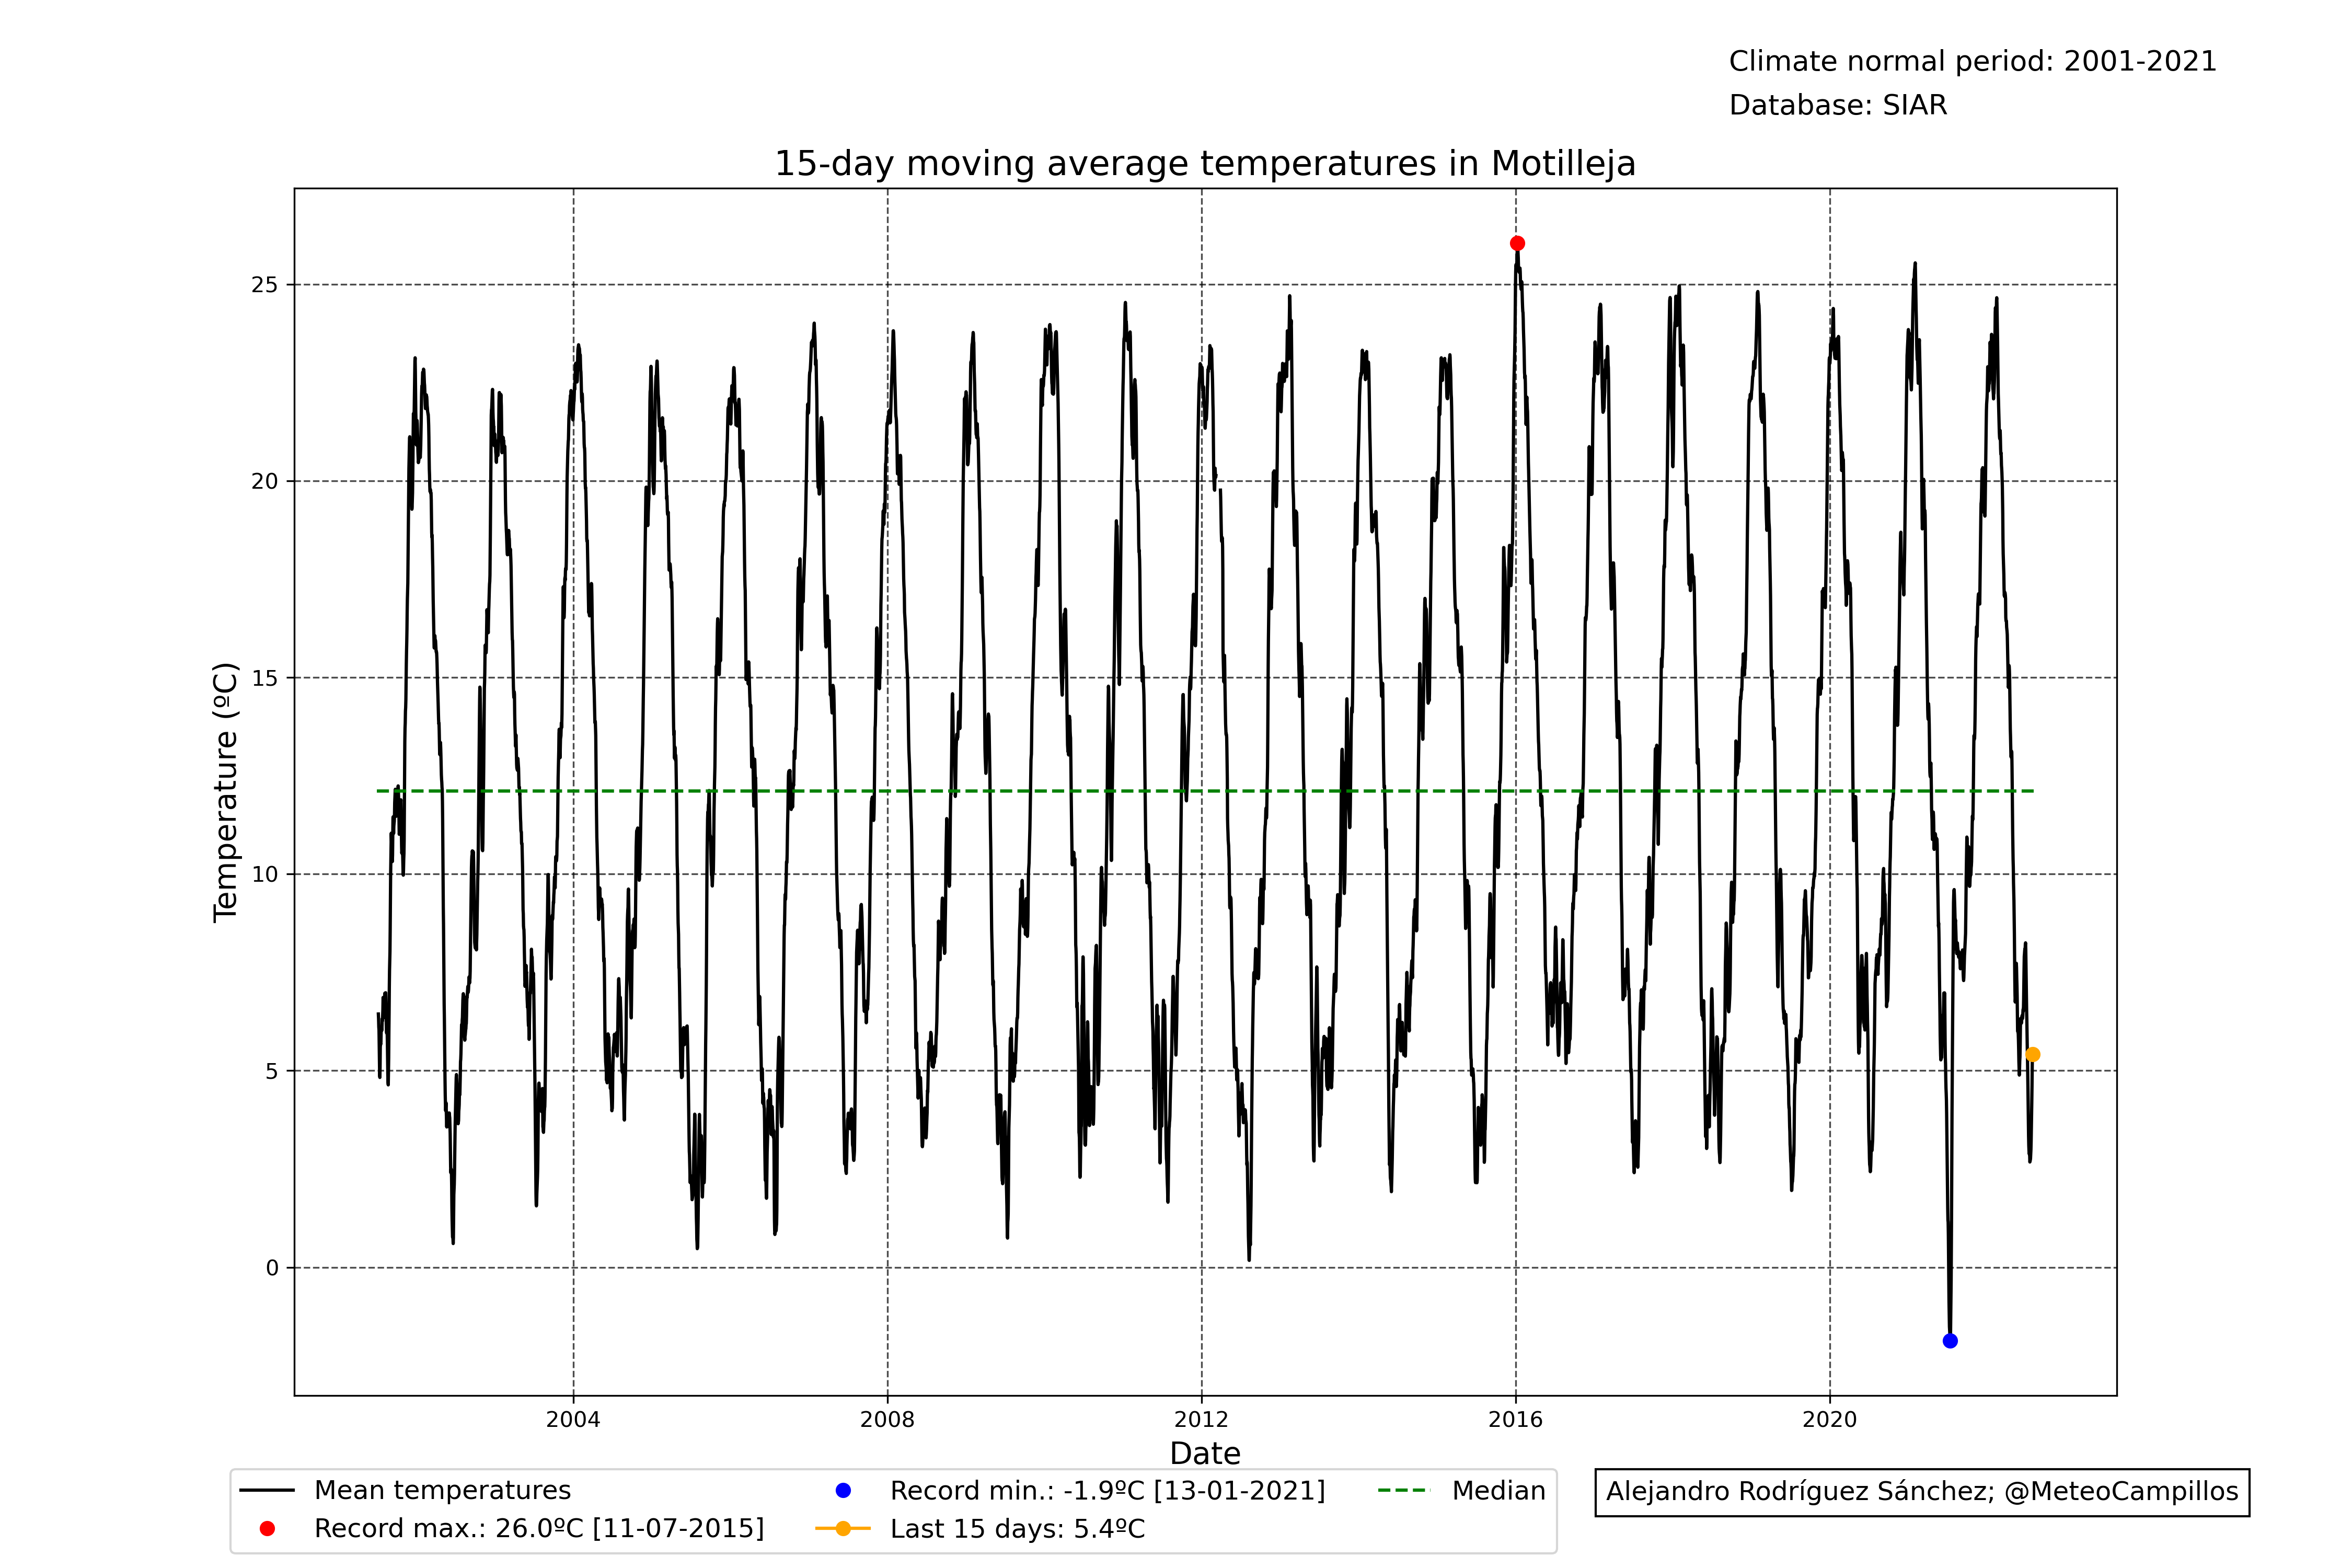 Climate normal period: 2001-2021
Database: SIAR
15-day moving average temperatures in Motilleja
Temperature (ºC)
25
20
15
10
5
0
2004
2008
2012
2016
2020
Date
Mean temperatures
Record max.: 26.0ºC [11-07-2015]
Record min.: -1.9ºC [13-01-2021]
Last 15 days: 5.4ºC
Median
Alejandro Rodríguez Sánchez; @MeteoCampillos